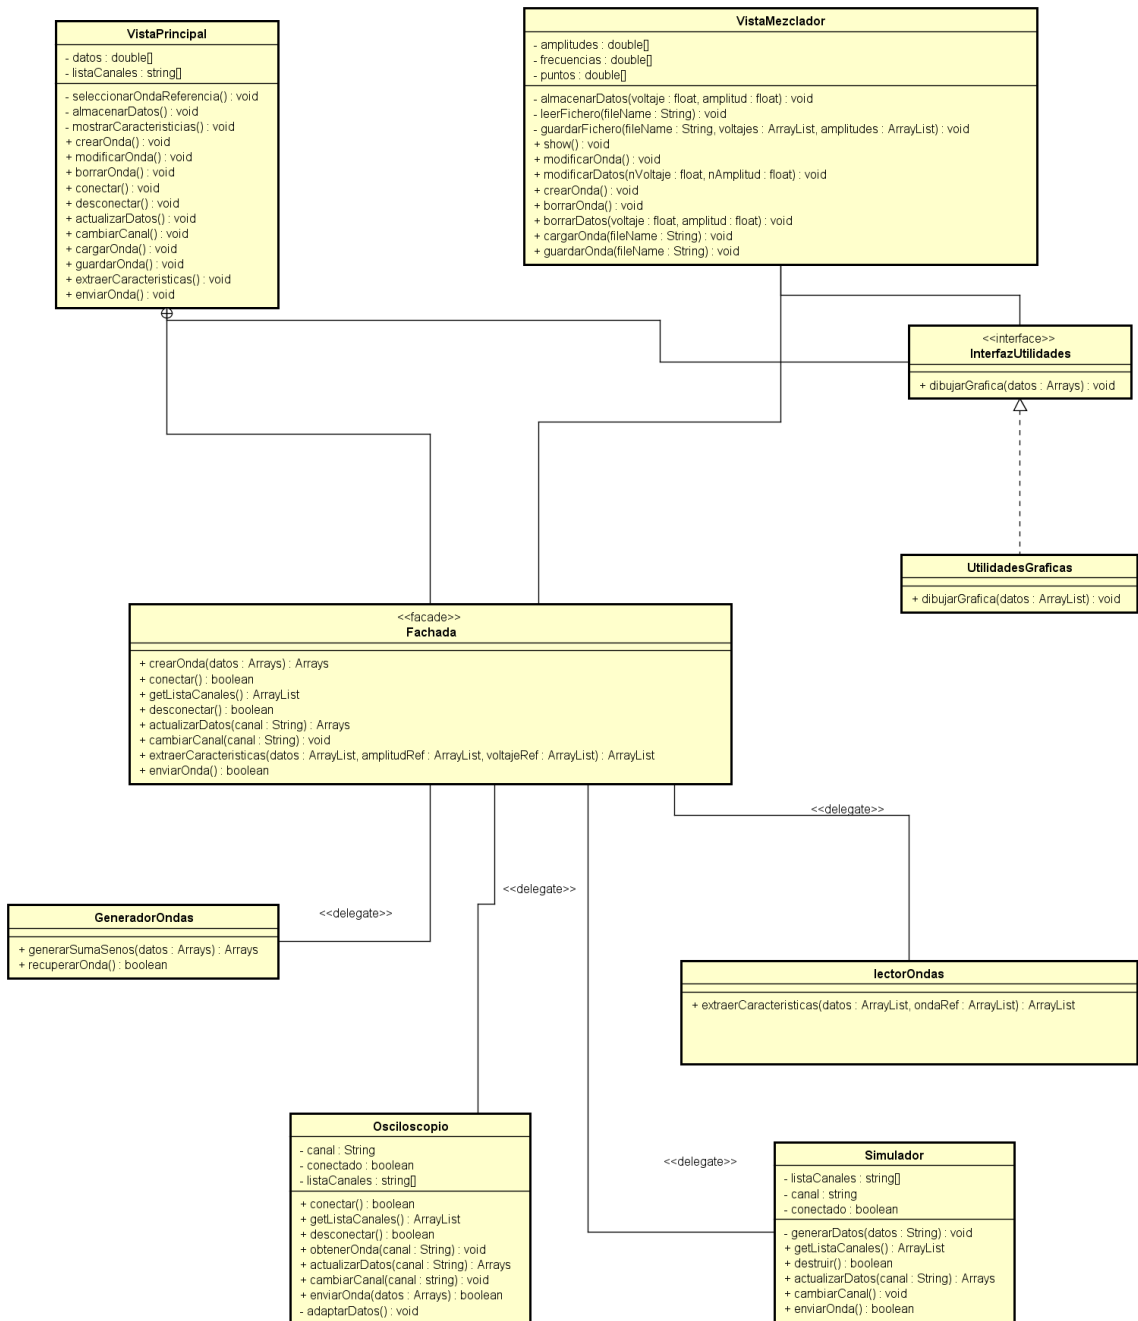 VistaPrincipal
- datos : double[]
- listaCanales : string[]
- seleccionarOndaReferencia() : void
- almacenarDatos() : void
- mostrarCaracteristicias() : void
+ crearOnda() : void
+ modificarOnda() : void
+ borrarOnda() : void
+ conectar() : void
+ desconectar() : void
+ actualizarDatos() : void
+ cambiarCanal() : void
+ cargarOnda() : void
+ guardarOnda() : void
+ extraerCaracteristicas() : void
+ enviarOnda() : void
VistaMezclador
- amplitudes : double[]
- frecuencias : double[]
- puntos : double[]
- almacenarDatos(voltaje : float, amplitud : float) : void
- leerFichero(fileName : String) : void
- guardarFichero(fileName : String, voltajes : ArrayList, amplitudes : ArrayList) : void
+ show() : void
+ modificarOnda() : void
+ modificarDatos(nVoltaje : float, nAmplitud : float) : void
+ crearOnda() : void
+ borrarOnda() : void
+ borrarDatos(voltaje : float, amplitud : float) : void
+ cargarOnda(fileName : String) : void
+ guardarOnda(fileName : String) : void
<<interface>>
InterfazUtilidades
+ dibujarGrafica(datos : Arrays) : void
UtilidadesGraficas
+ dibujarGrafica(datos : ArrayList) : void
<<facade>>
Fachada
+ crearOnda(datos : Arrays) : Arrays
+ conectar() : boolean
+ getListaCanales() : ArrayList
+ desconectar() : boolean
+ actualizarDatos(canal : String) : Arrays
+ cambiarCanal(canal : String) : void
+ extraerCaracteristicas(datos : ArrayList, amplitudRef : ArrayList, voltajeRef : ArrayList) : ArrayList
+ enviarOnda() : boolean
<<delegate>>
<<delegate>>
<<delegate>>
GeneradorOndas
+ generarSumaSenos(datos : Arrays) : Arrays
+ recuperarOnda() : boolean
lectorOndas
+ extraerCaracteristicas(datos : ArrayList, ondaRef : ArrayList) : ArrayList
Osciloscopio
- canal : String
- conectado : boolean
- listaCanales : string[]
+ conectar() : boolean
+ getListaCanales() : ArrayList
+ desconectar() : boolean
+ obtenerOnda(canal : String) : void
+ actualizarDatos(canal : String) : Arrays
+ cambiarCanal(canal : string) : void
+ enviarOnda(datos : Arrays) : boolean
- adaptarDatos() : void
<<delegate>>
Simulador
- listaCanales : string[]
- canal : string
- conectado : boolean
- generarDatos(datos : String) : void
+ getListaCanales() : ArrayList
+ destruir() : boolean
+ actualizarDatos(canal : String) : Arrays
+ cambiarCanal() : void
+ enviarOnda() : boolean